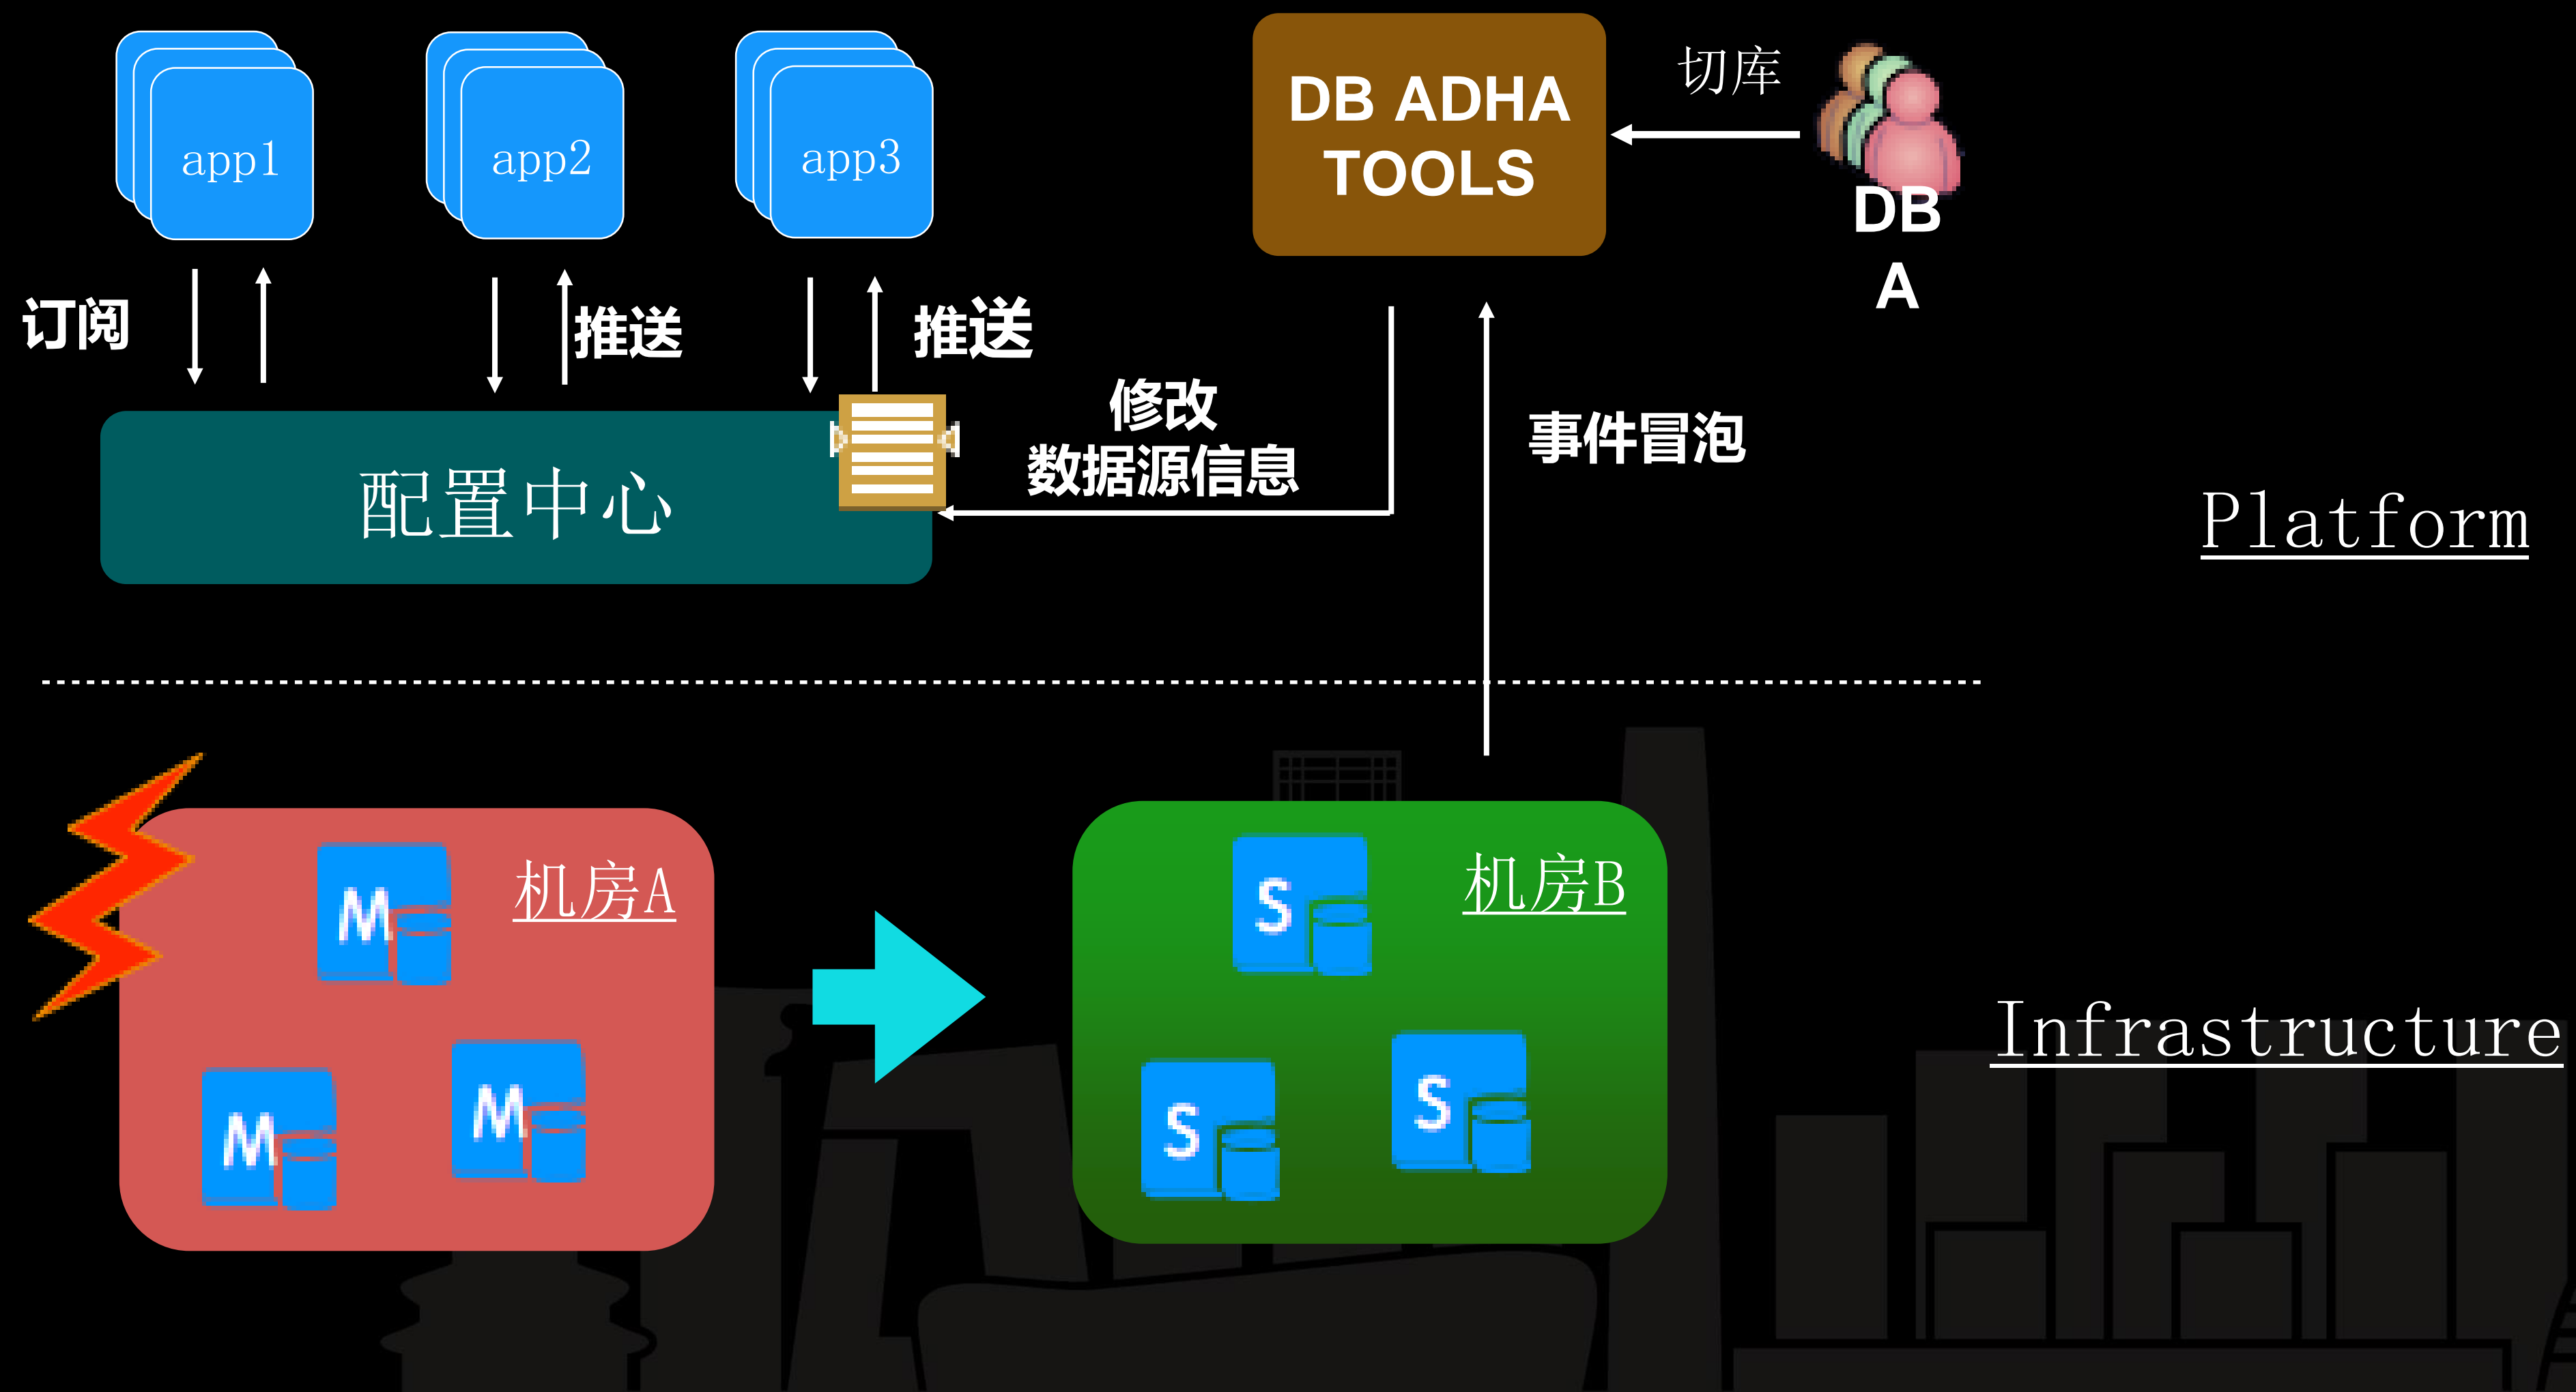 app1
app2
app3
DB ADHA
TOOLS
切库
DB
A
订阅
推送
推送
修改
数据源信息
事件冒泡
配置中心
Platform
机房A
M
M
M
机房B
S
S
S
Infrastructure